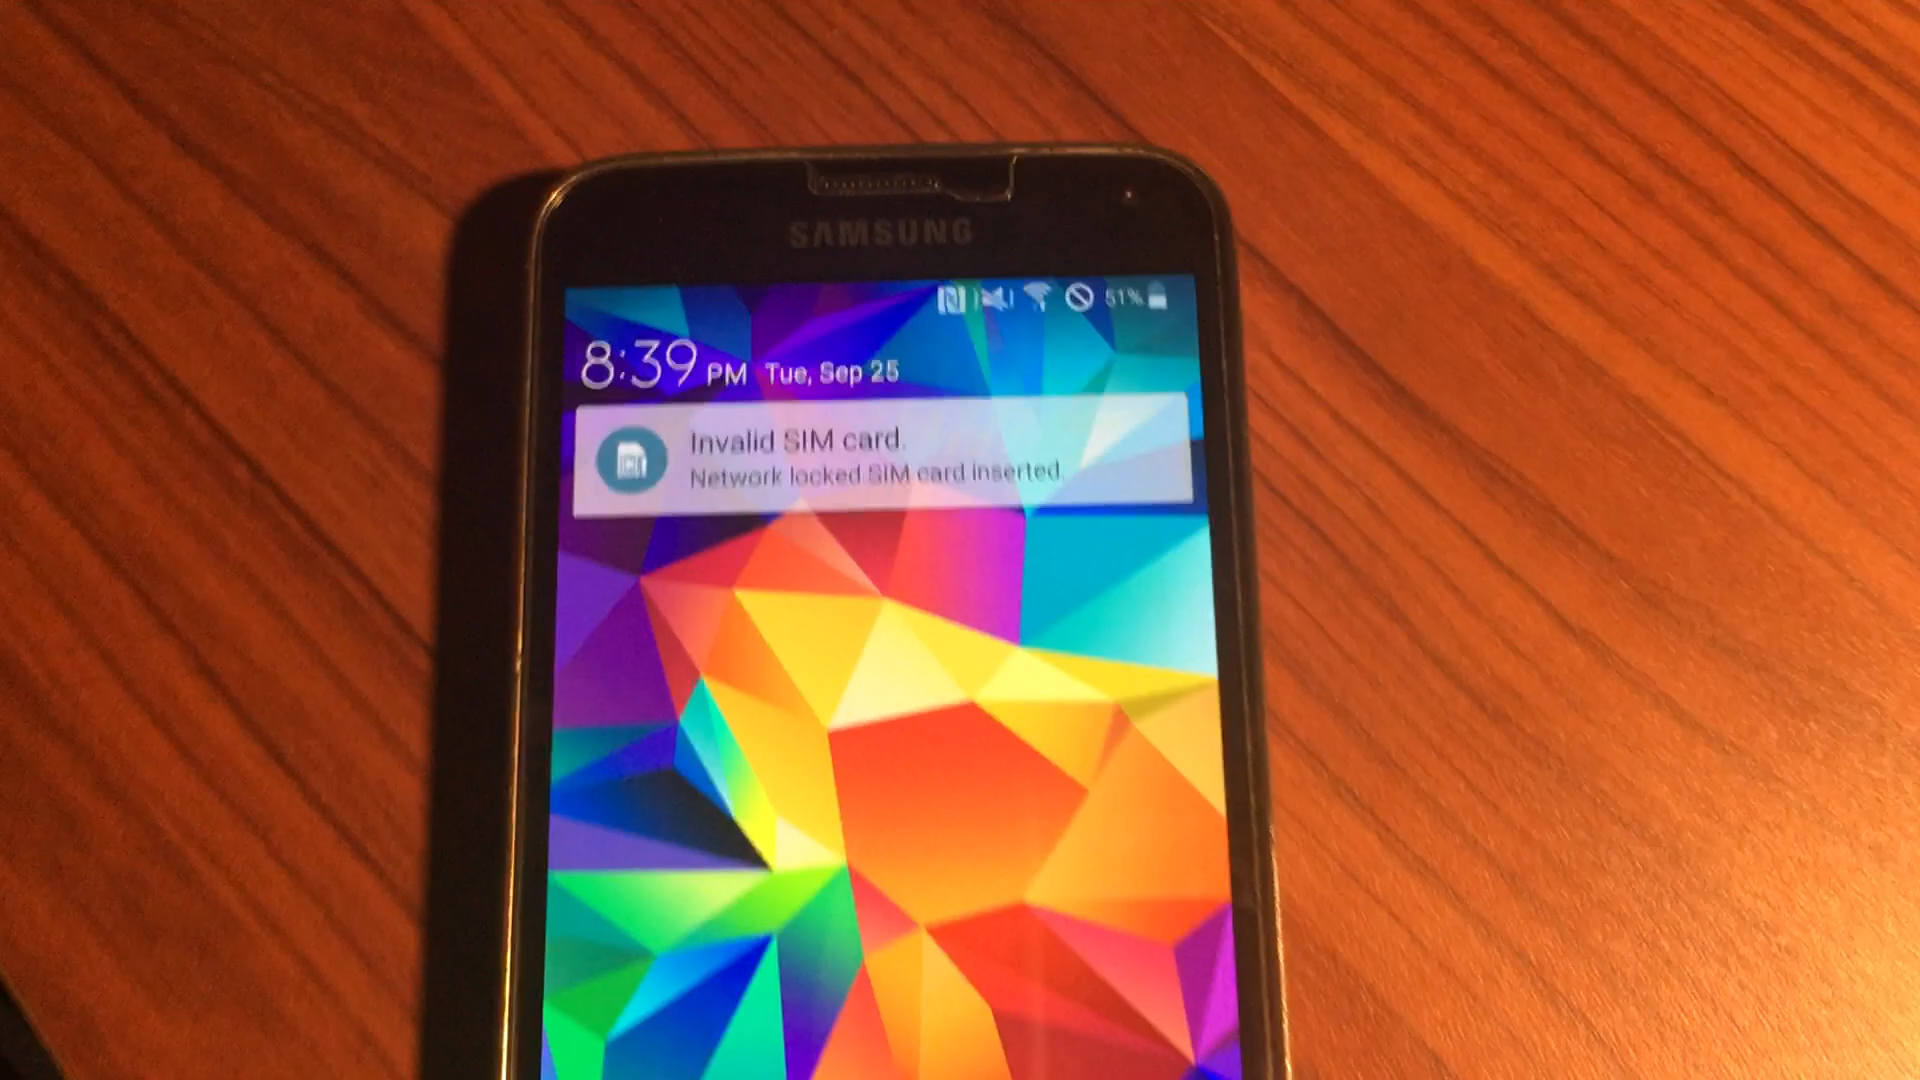 SAMSUNG
51%
8:39 PM Tue, Sep 25
Invalid SIM card.
Network locked SIM card inserted.